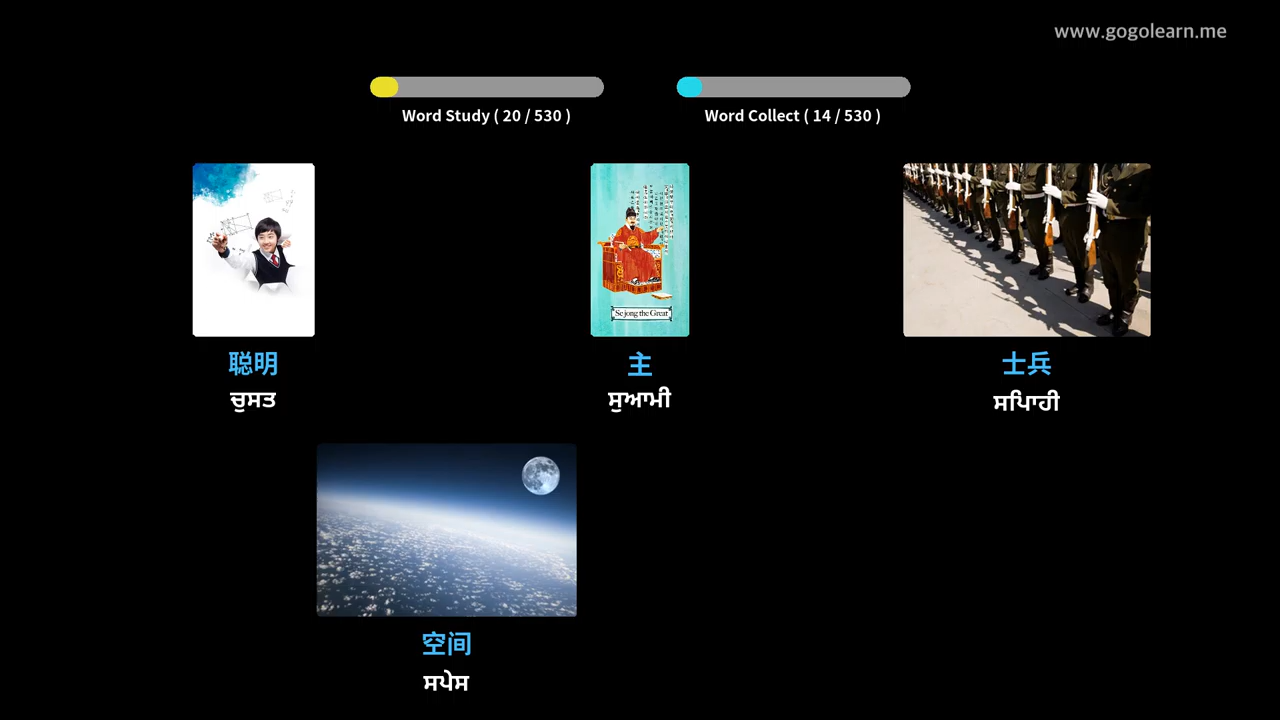 www.gogolearn.me
Word Study ( 20 / 530 )
Word Collect ( 14 / 530 )
Se jong the Great
聪明
ਚੁਸਤ
主
ਸੁਆਮੀ
士兵
ਸਿਪਾਹੀ
空间
ਸਪੇਸ